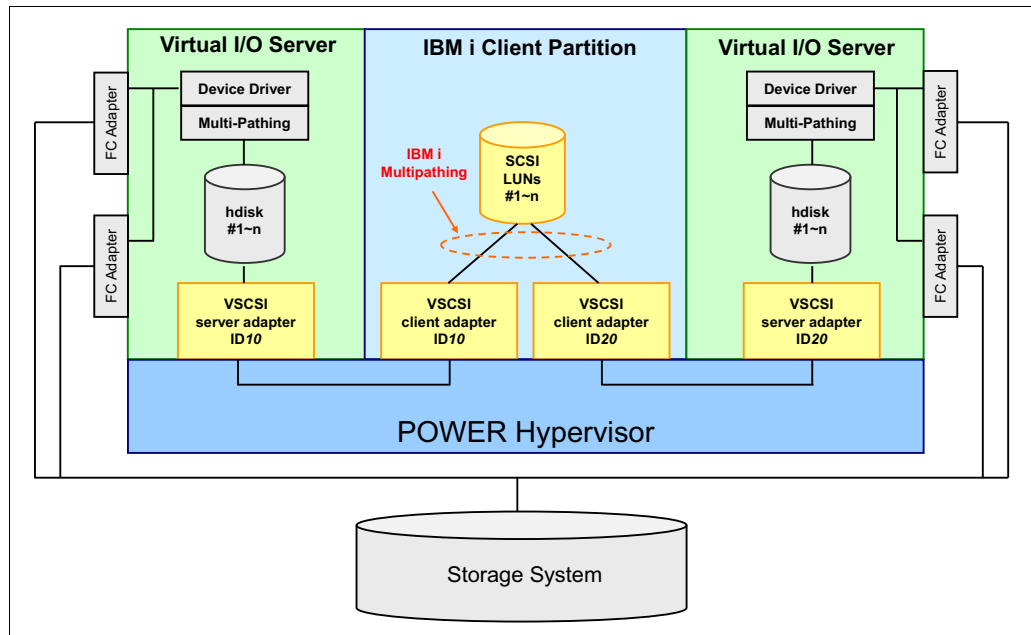 Virtual I/O Server
IBM i Client Partition
Virtual I/O Server
FC Adapter
FC Adapter
Device Driver
Multi-Pathing
hdisk
#1~n
VSCSI
server adapter
ID10
IBM i
Multipathing
SCSI
LUNs
#1~n
VSCSI
client adapter
ID10
VSCSI
client adapter
ID20
Device Driver
Multi-Pathing
hdisk
#1~n
VSCSI
server adapter
ID20
FC Adapter
FC Adapter
POWER Hypervisor
Storage System